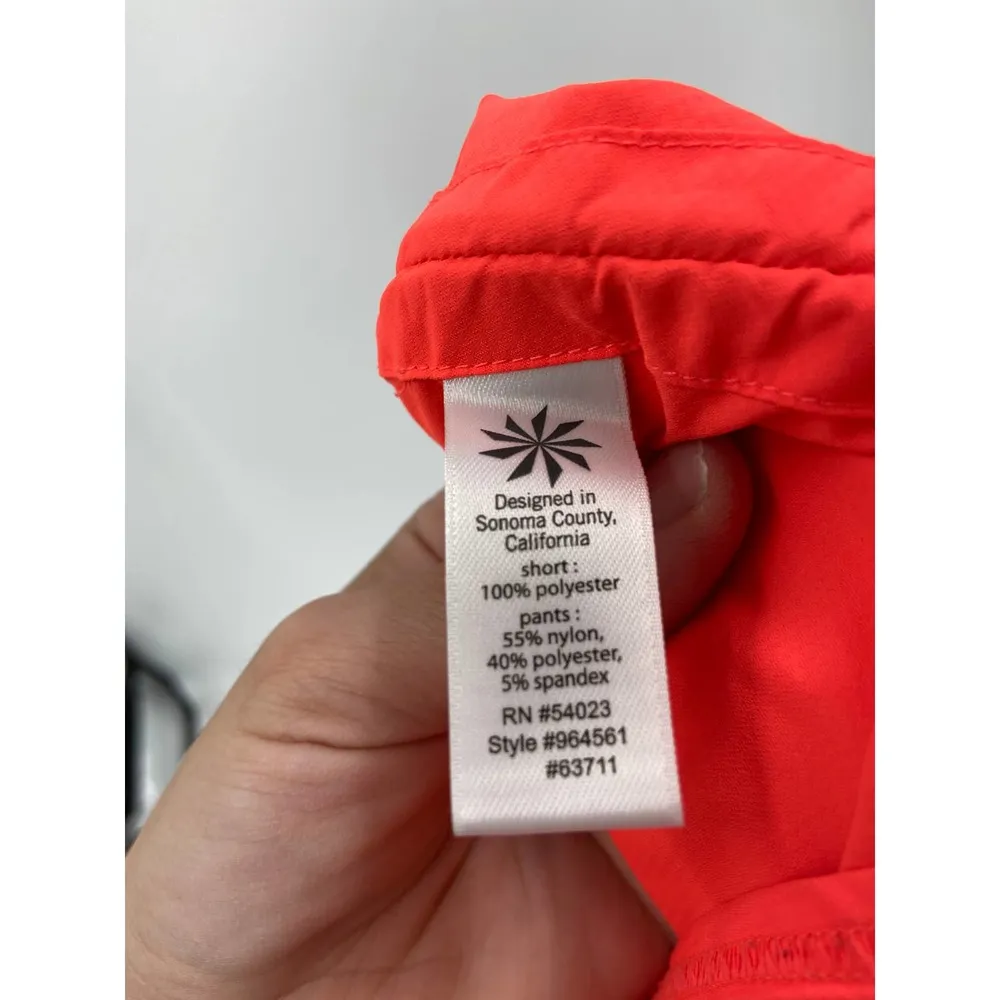 Designed in
Sonoma County,
California
short :
100% polyester
pants :
55% nylon,
40% polyester,
5% spandex
RN #54023
Style #964561
#63711